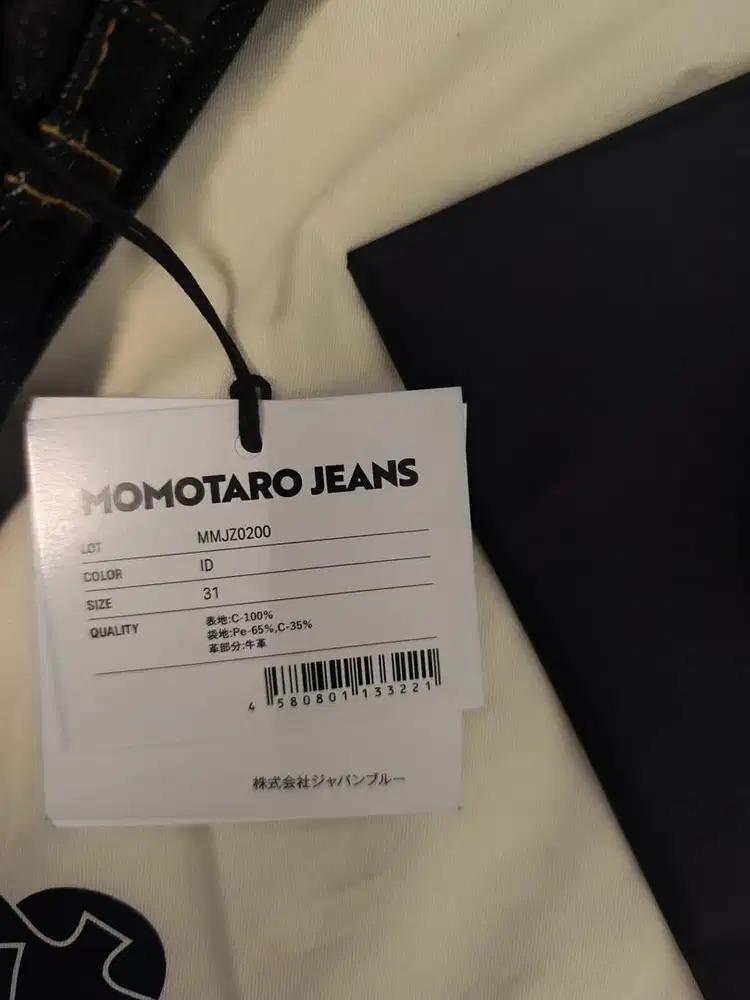 MOMOTARO JEANS
LOT MMJZ0200
COLOR ID
SIZE 31
QUALITY 表地:C-100%
袋地:Pe-65%,C-35%
革部分:牛革
4 580801 133221
株式会社ジャパンブルー